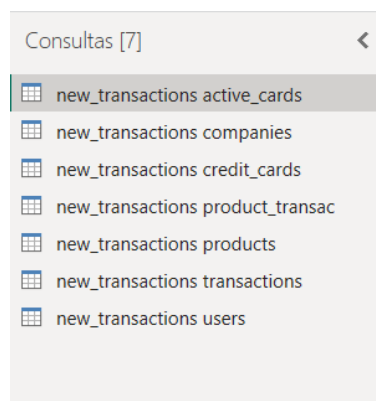 Consultas [7]
new_transactions active_cards
new_transactions companies
new_transactions credit_cards
new_transactions product_transac
new_transactions products
new_transactions transactions
new_transactions users